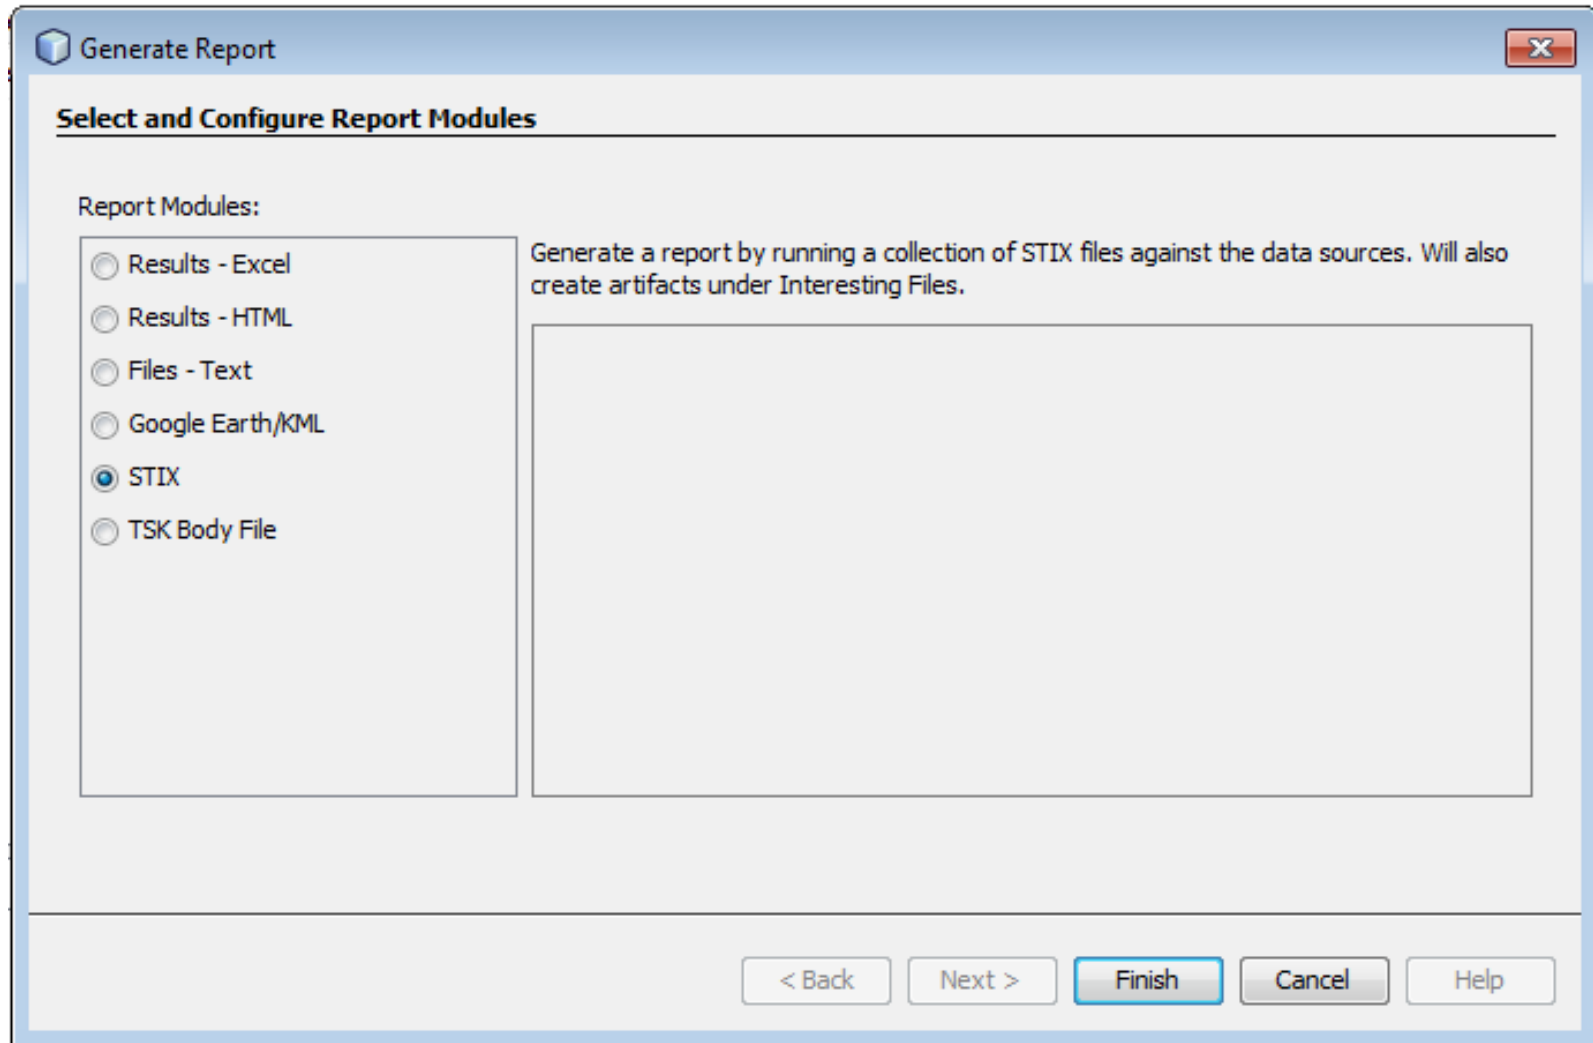 Generate Report
Select and Configure Report Modules
Report Modules:
Results - Excel
Results - HTML
Files - Text
Google Earth/KML
STIX
TSK Body File
Generate a report by running a collection of STIX files against the data sources. Will also
create artifacts under Interesting Files.
< Back
Next >
Finish
Cancel
Help